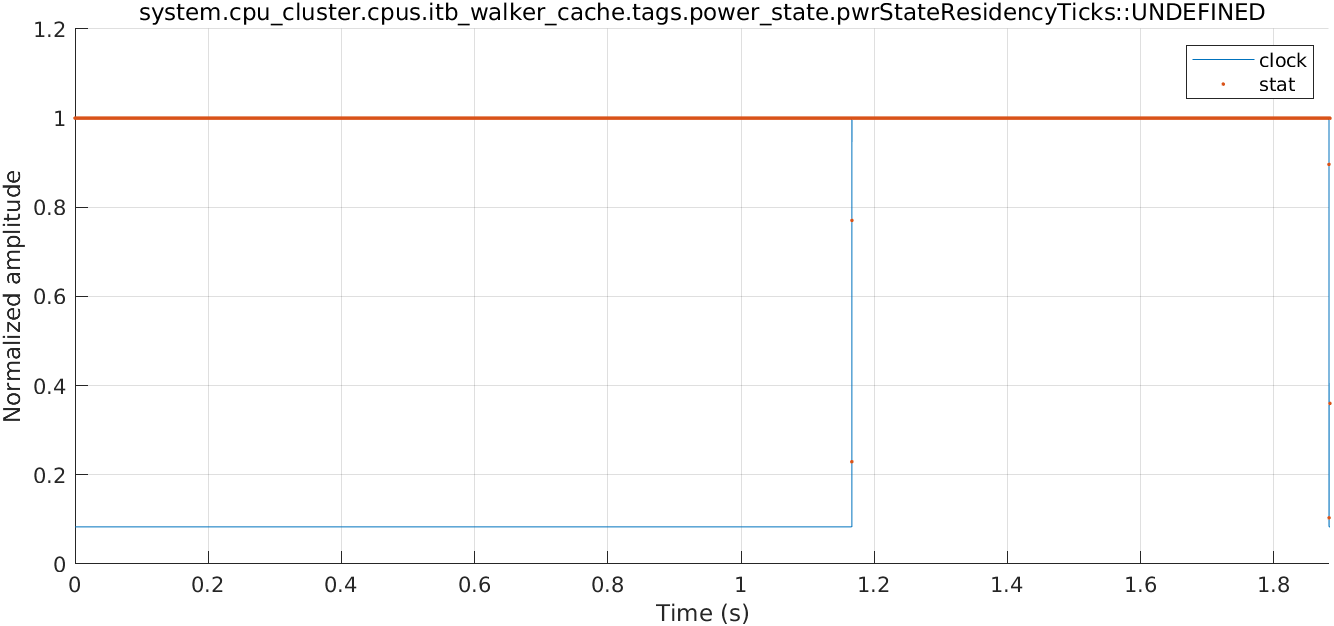 system.cpu_cluster.cpus.itb_walker_cache.tags.power_state.pwrStateResidencyTicks::UNDEFINED
1.2
clock
stat
1
0.8
0.6
0.4
0.2
0
Normalized amplitude
0 0.2 0.4 0.6 0.8 1 1.2 1.4 1.6 1.8
Time (s)